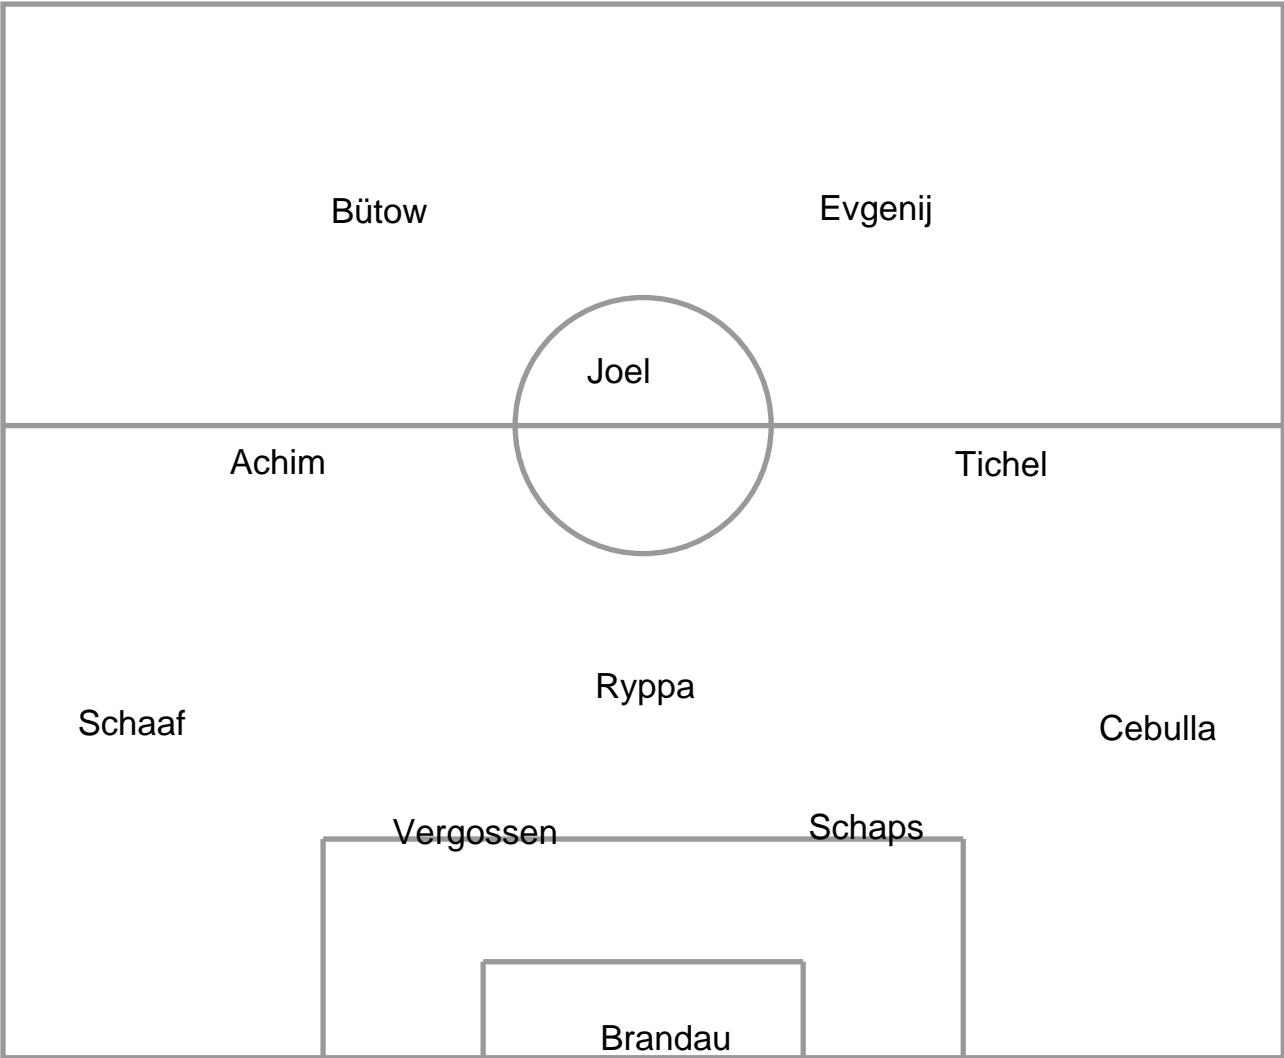 Bütow
Evgenij
Joel
Achim
Tichel
Ryppa
Schaaf
Cebulla
Vergossen
Schaps
Brandau